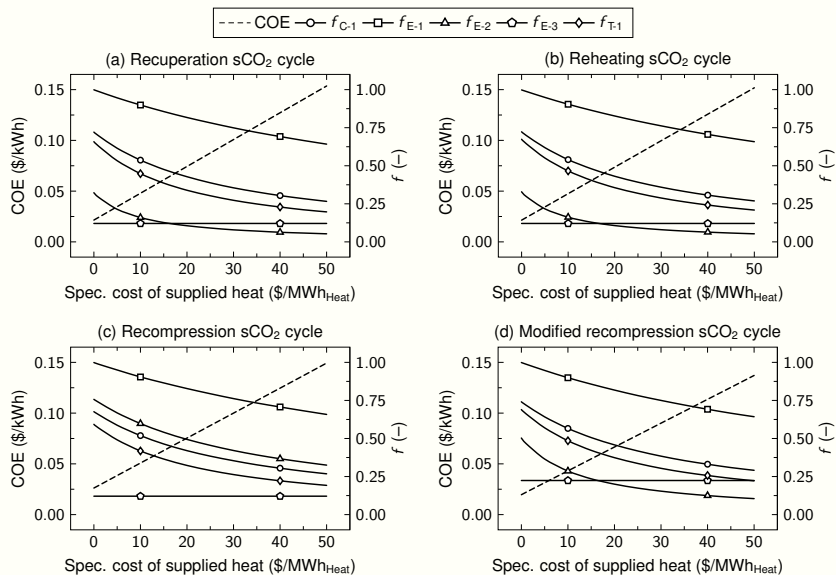 COE f_C-1 f_E-1 f_E-2 f_E-3 f_T-1
(a) Recuperation sCO₂ cycle
0.15
0.10
0.05
0.00
COE ($/kWh)
1.00
0.75
0.50
0.25
0.00
f (–)
0 10 20 30 40 50
Spec. cost of supplied heat ($/MWh_Heat)
(b) Reheating sCO₂ cycle
0.15
0.10
0.05
0.00
COE ($/kWh)
1.00
0.75
0.50
0.25
0.00
f (–)
0 10 20 30 40 50
Spec. cost of supplied heat ($/MWh_Heat)
(c) Recompression sCO₂ cycle
0.15
0.10
0.05
0.00
COE ($/kWh)
1.00
0.75
0.50
0.25
0.00
f (–)
0 10 20 30 40 50
Spec. cost of supplied heat ($/MWh_Heat)
(d) Modified recompression sCO₂ cycle
0.15
0.10
0.05
0.00
COE ($/kWh)
1.00
0.75
0.50
0.25
0.00
f (–)
0 10 20 30 40 50
Spec. cost of supplied heat ($/MWh_Heat)